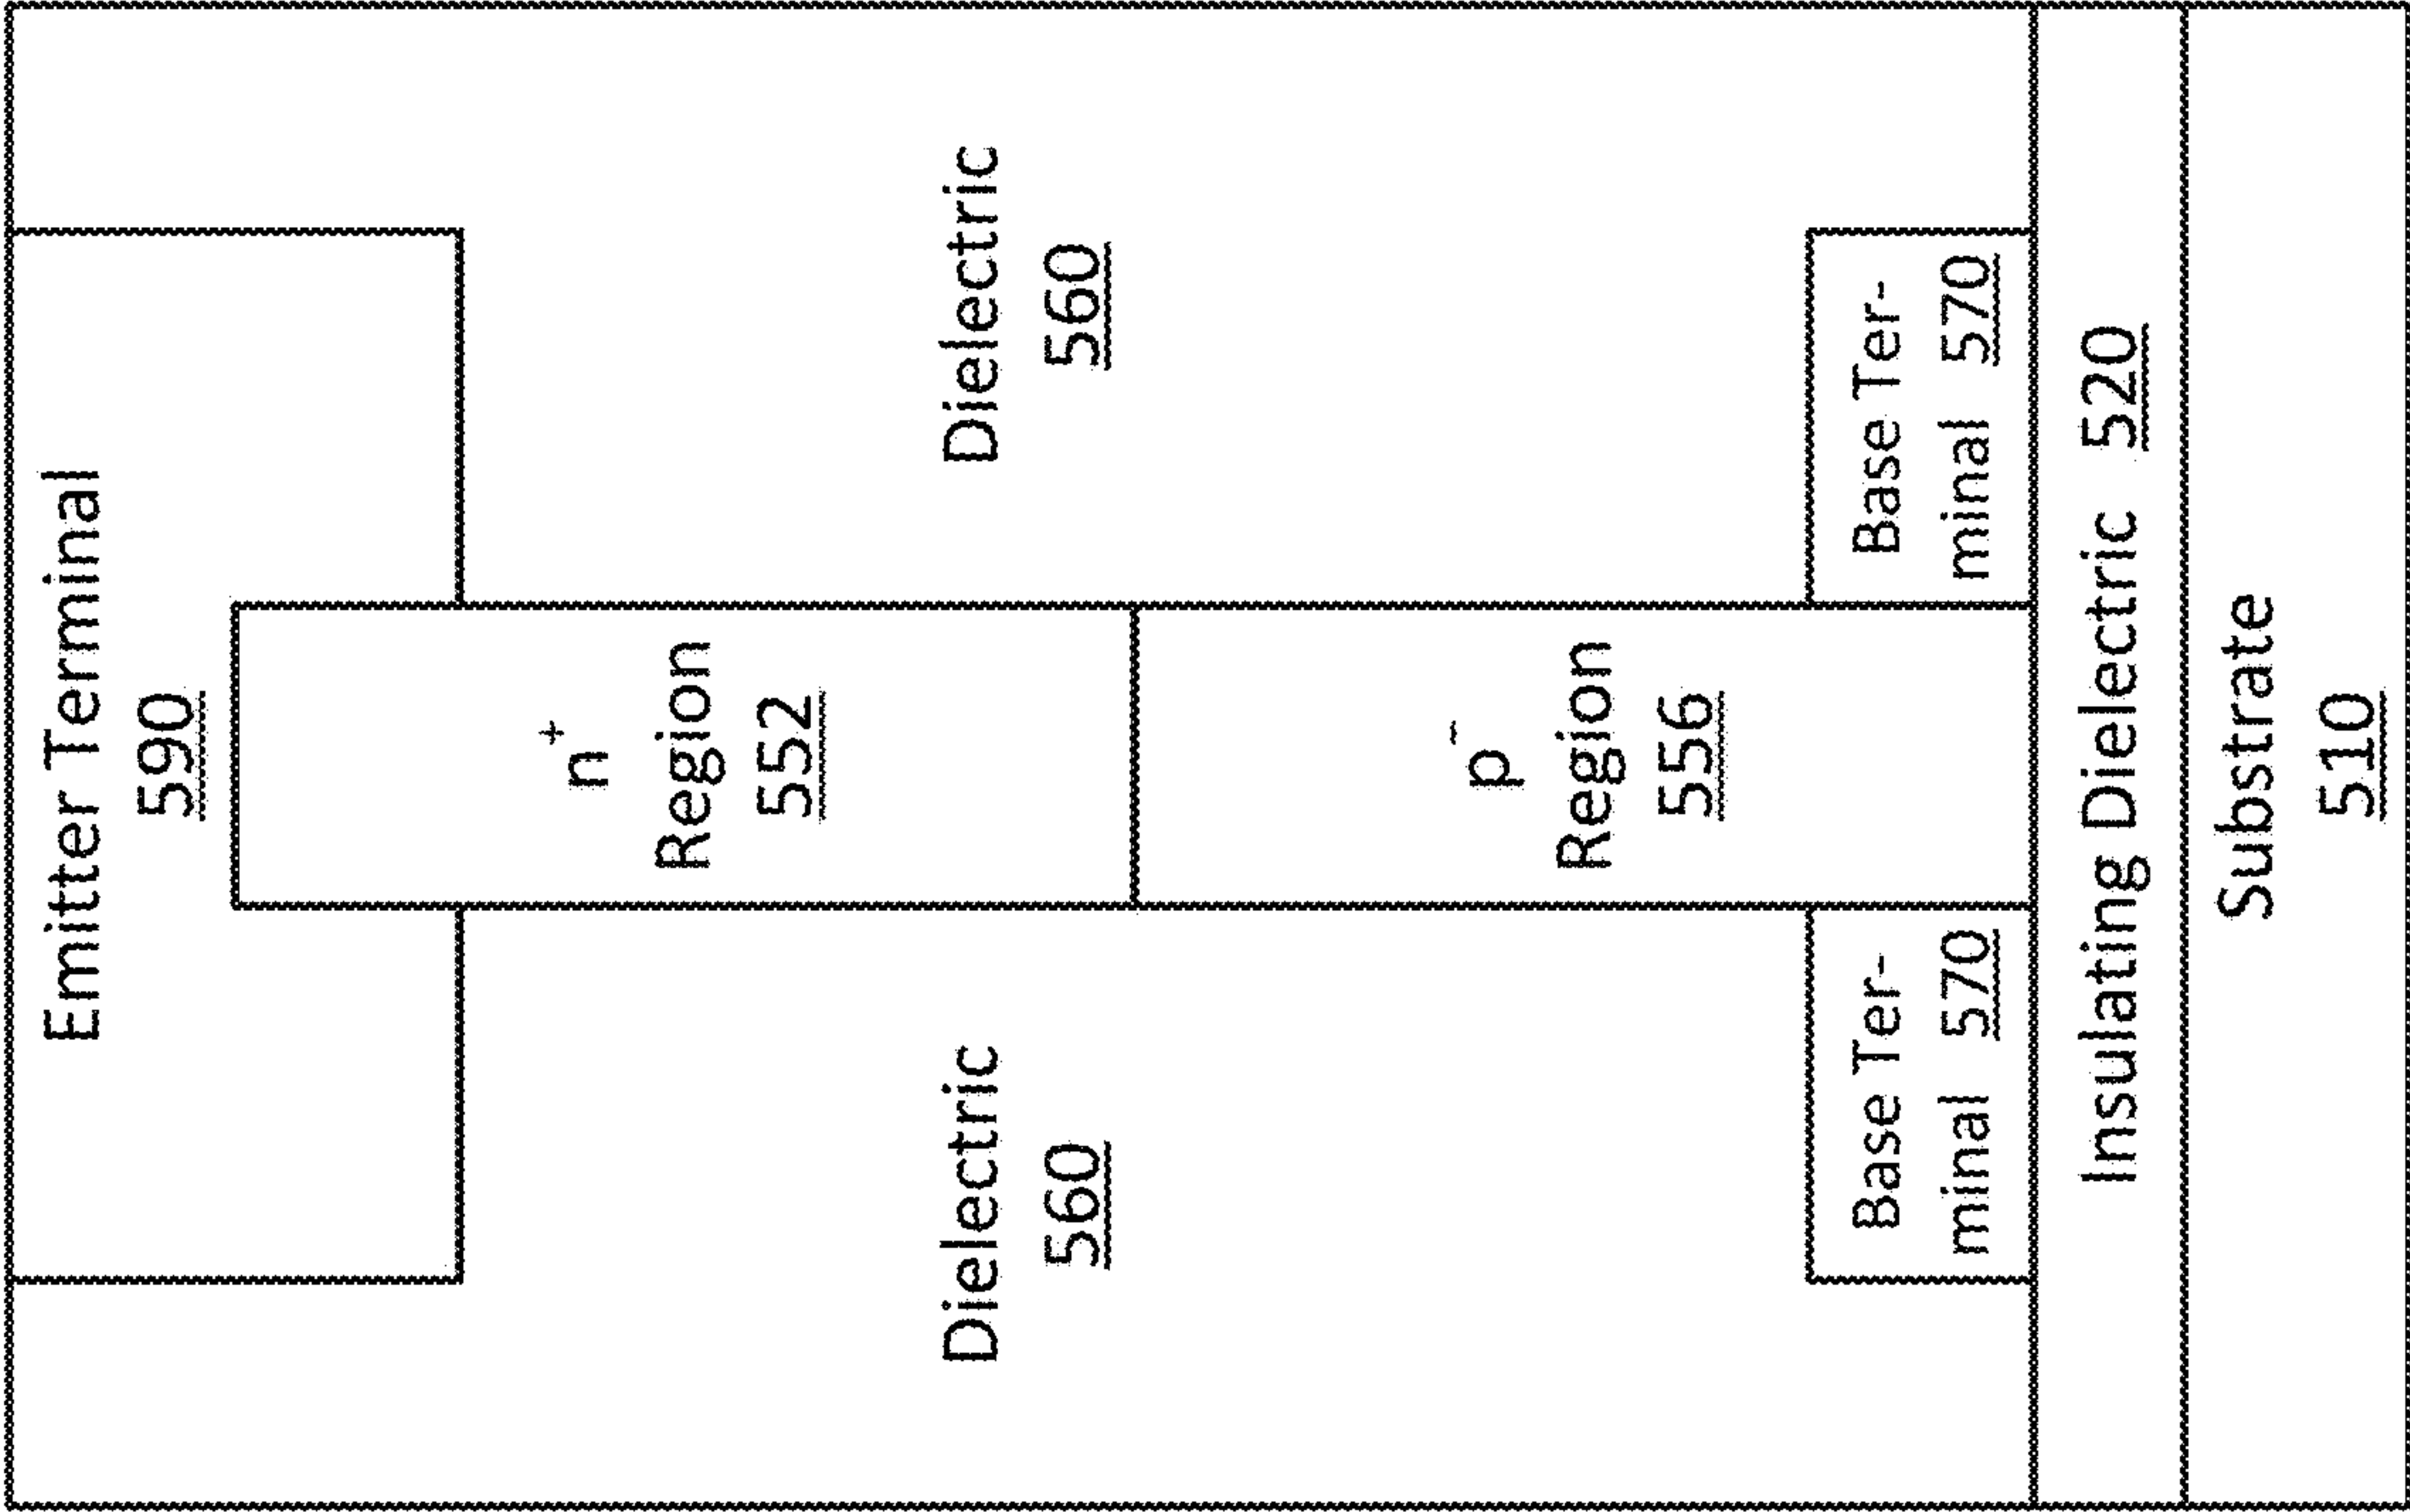 Emitter Terminal
590
n⁺
Region
552
Dielectric
560
Dielectric
560
p⁻
Region
556
Base Ter-
minal 570
Base Ter-
minal 570
Insulating Dielectric 520
Substrate
510